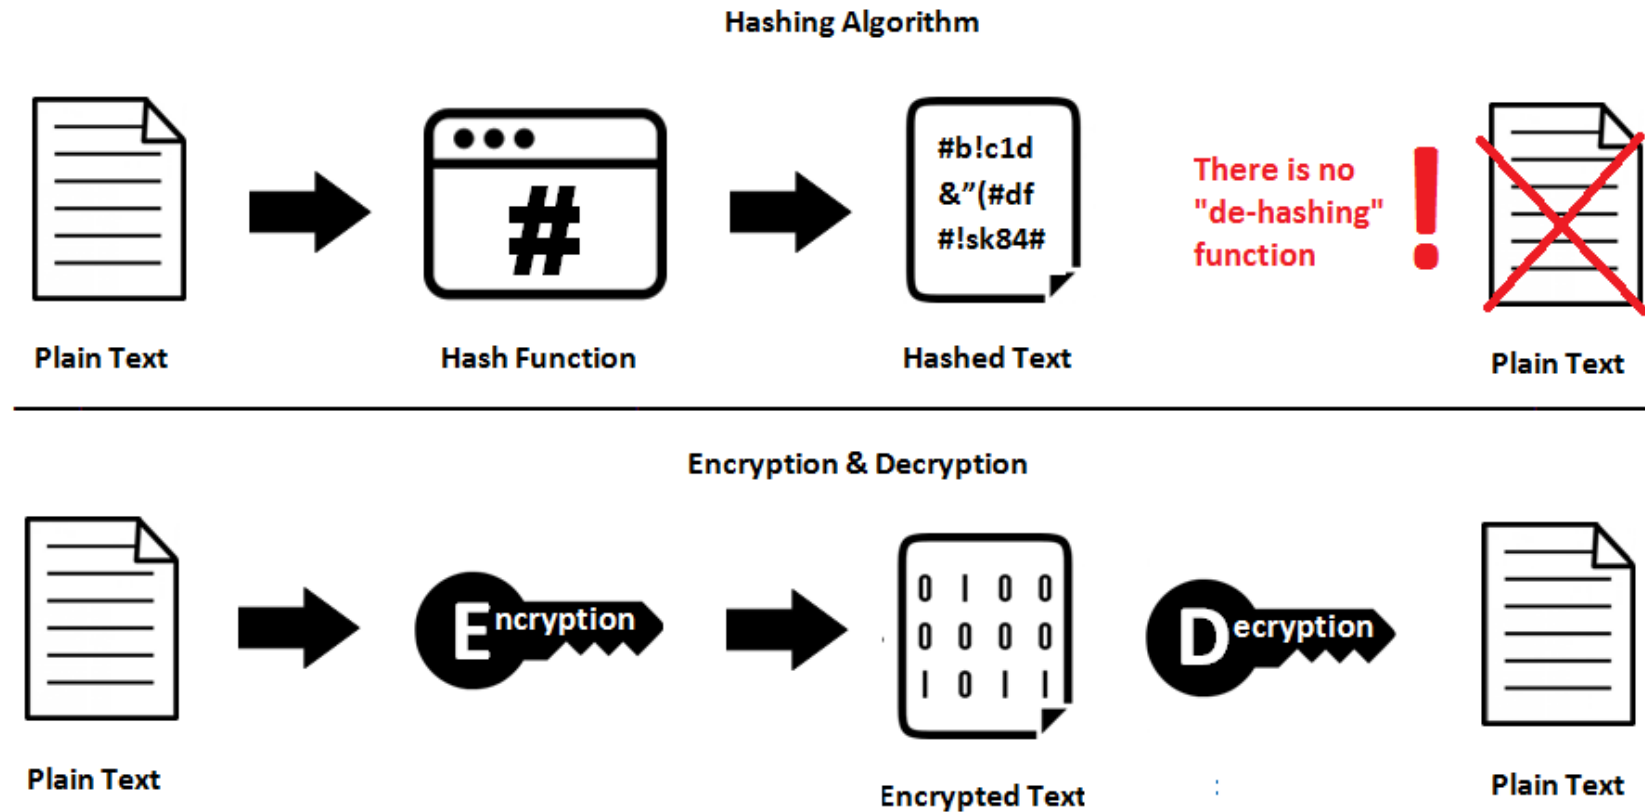 Hashing Algorithm
#
#b!c1d
&”(#df
#!sk84#
There is no
"de-hashing"
function
!
Plain Text
Hash Function
Hashed Text
Plain Text
Encryption & Decryption
Encryption
0 1 0 0
0 0 0 0
1 0 1 1
Decryption
Plain Text
Encrypted Text
:
Plain Text